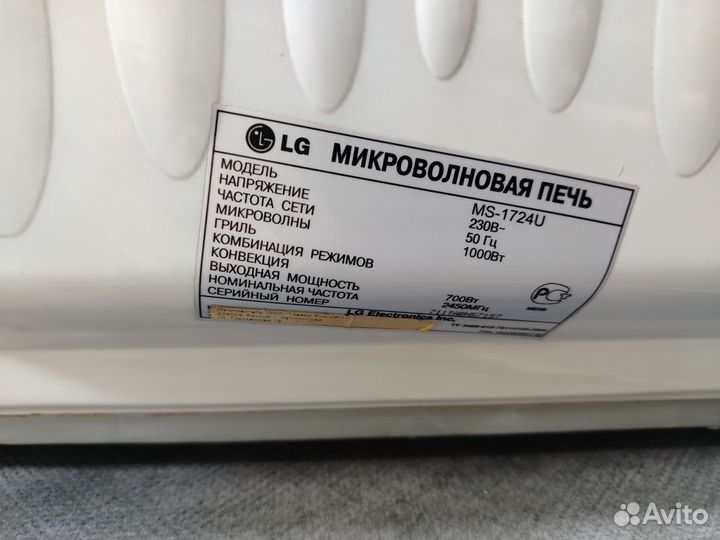 LG МИКРОВОЛНОВАЯ ПЕЧЬ
МОДЕЛЬ MS-1724U
НАПРЯЖЕНИЕ 230В~
ЧАСТОТА СЕТИ 50 Гц
МИКРОВОЛНЫ 1000Вт
ГРИЛЬ
КОМБИНАЦИЯ РЕЖИМОВ
КОНВЕКЦИЯ
ВЫХОДНАЯ МОЩНОСТЬ 700Вт
НОМИНАЛЬНАЯ ЧАСТОТА 2450МГц
СЕРИЙНЫЙ НОМЕР
LG Electronics Inc.
Avito